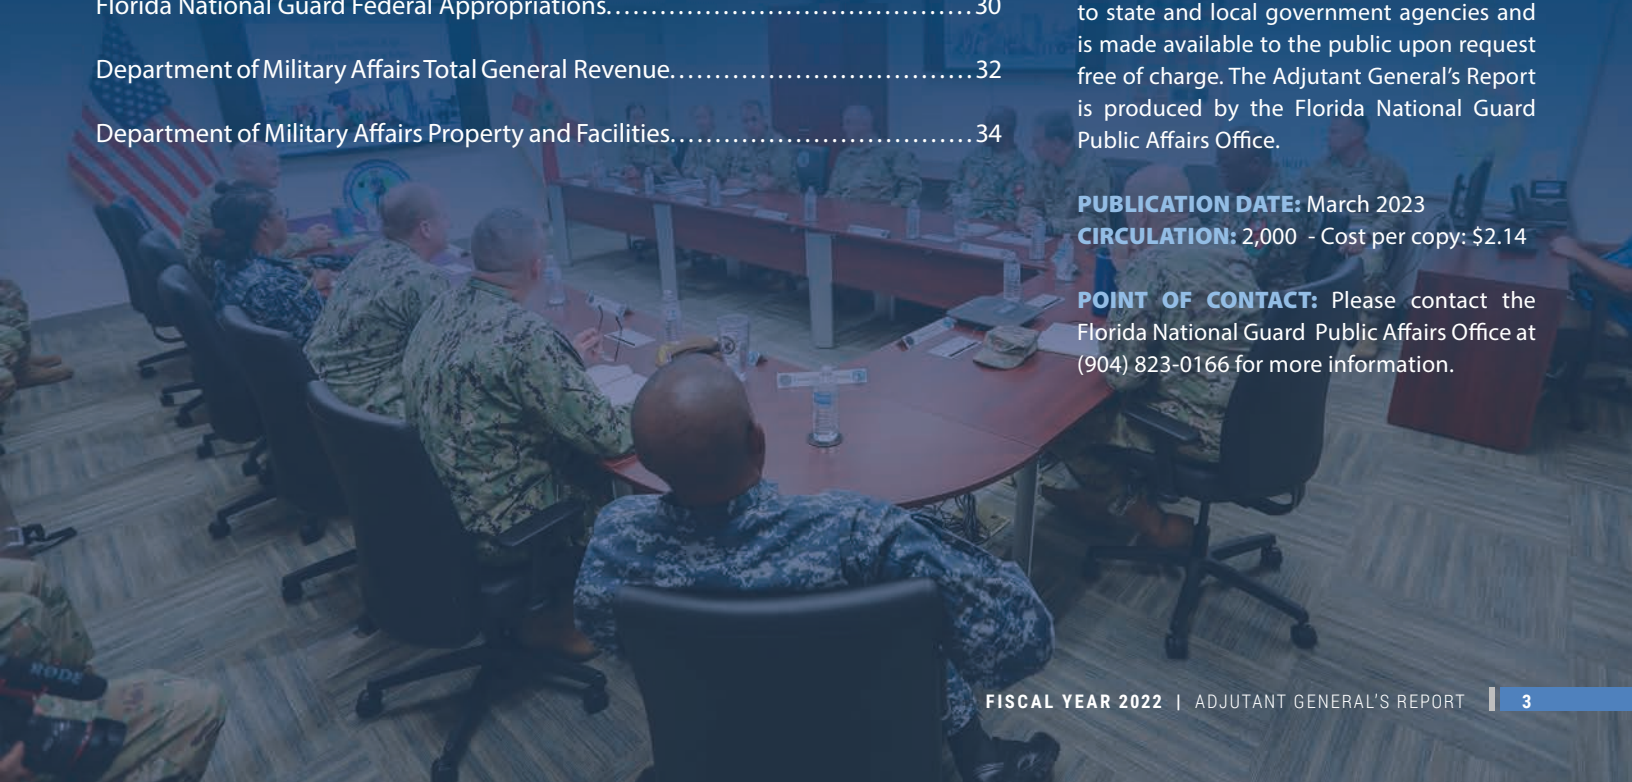 Florida National Guard Federal Appropriations.......................................30
Department of Military Affairs Total General Revenue.................................32
Department of Military Affairs Property and Facilities.................................34
to state and local government agencies and
is made available to the public upon request
free of charge. The Adjutant General’s Report
is produced by the Florida National Guard
Public Affairs Office.
PUBLICATION DATE: March 2023
CIRCULATION: 2,000 - Cost per copy: $2.14
POINT OF CONTACT: Please contact the
Florida National Guard Public Affairs Office at
(904) 823-0166 for more information.
RØDE
FISCAL YEAR 2022 | ADJUTANT GENERAL’S REPORT 3